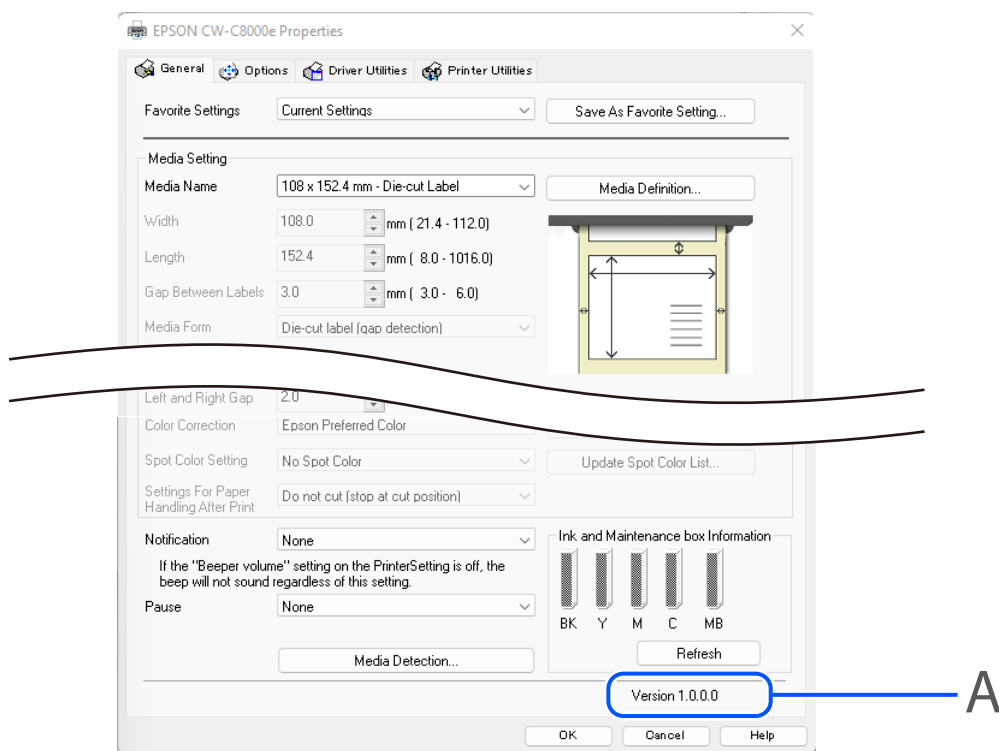 EPSON CW-C8000e Properties
General Options Driver Utilities Printer Utilities
Favorite Settings Current Settings Save As Favorite Setting...
Media Setting
Media Name 108 x 152.4 mm - Die-cut Label Media Definition...
Width 108.0 mm ( 21.4 - 112.0)
Length 152.4 mm ( 8.0 - 1016.0)
Gap Between Labels 3.0 mm ( 3.0 - 6.0)
Media Form Die-cut label (gap detection)
Left and Right Gap 2.0
Color Correction Epson Preferred Color
Spot Color Setting No Spot Color Update Spot Color List...
Settings For Paper
Handling After Print
Do not cut (stop at cut position)
Notification None
If the "Beeper volume" setting on the PrinterSetting is off, the
beep will not sound regardless of this setting.
Pause None
Media Detection...
Ink and Maintenance box Information
BK Y M C MB
Refresh
Version 1.0.0.0
A
OK Cancel Help